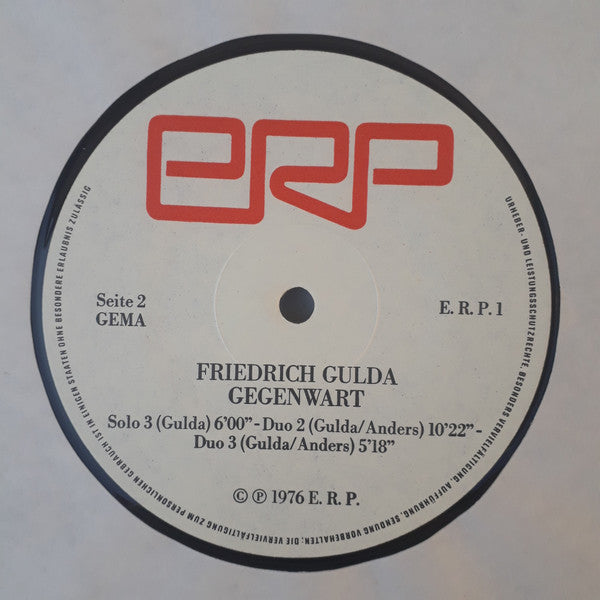 erp
Seite 2
GEMA
E. R. P. 1
FRIEDRICH GULDA
GEGENWART
Solo 3 (Gulda) 6'00" - Duo 2 (Gulda/Anders) 10'22" -
Duo 3 (Gulda/Anders) 5'18"
© ℗ 1976 E. R. P.
URHEBER- UND LEISTUNGSSCHUTZRECHTE, BESONDERS VERVIELFÄLTIGUNG, AUFFÜHRUNG, SENDUNG VORBEHALTEN; DIE VERVIELFÄLTIGUNG ZUM PERSÖNLICHEN GEBRAUCH IST IN EINIGEN STAATEN OHNE BESONDERE ERLAUBNIS ZULÄSSIG